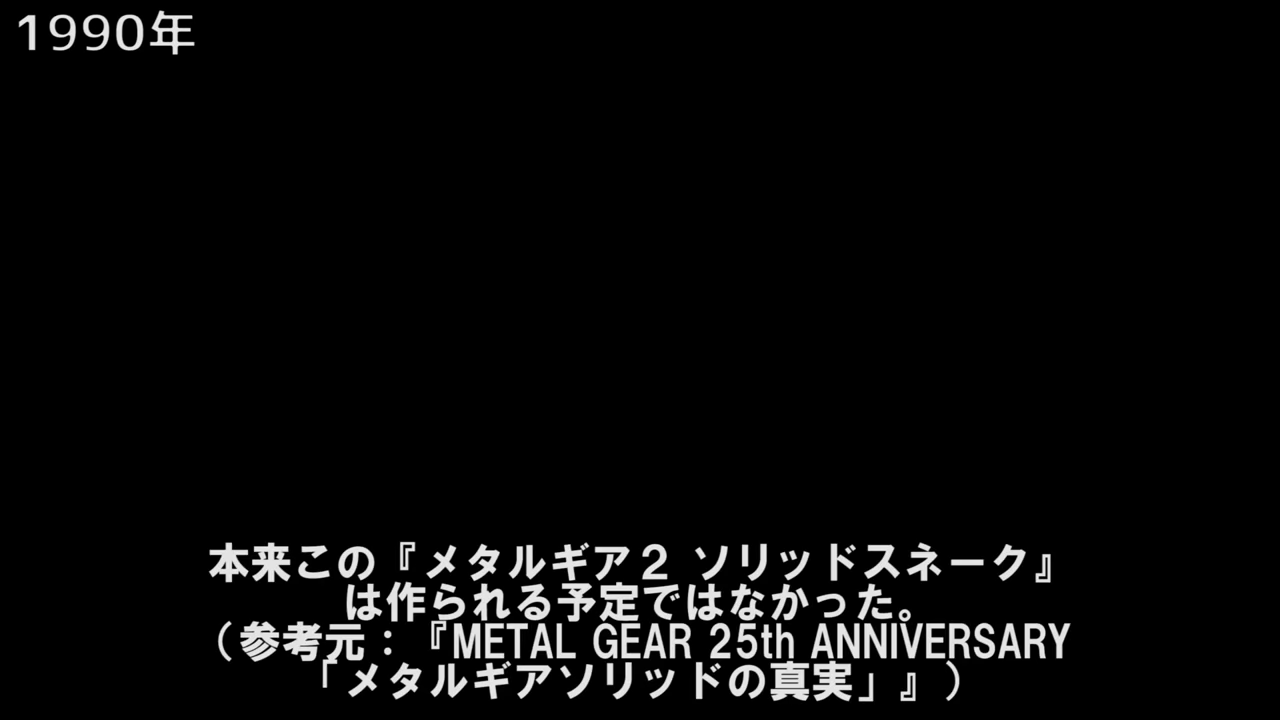 1990年
本来この『メタルギア２ ソリッドスネーク』
は作られる予定ではなかった。
（参考元：『METAL GEAR 25th ANNIVERSARY
「メタルギアソリッドの真実」』）